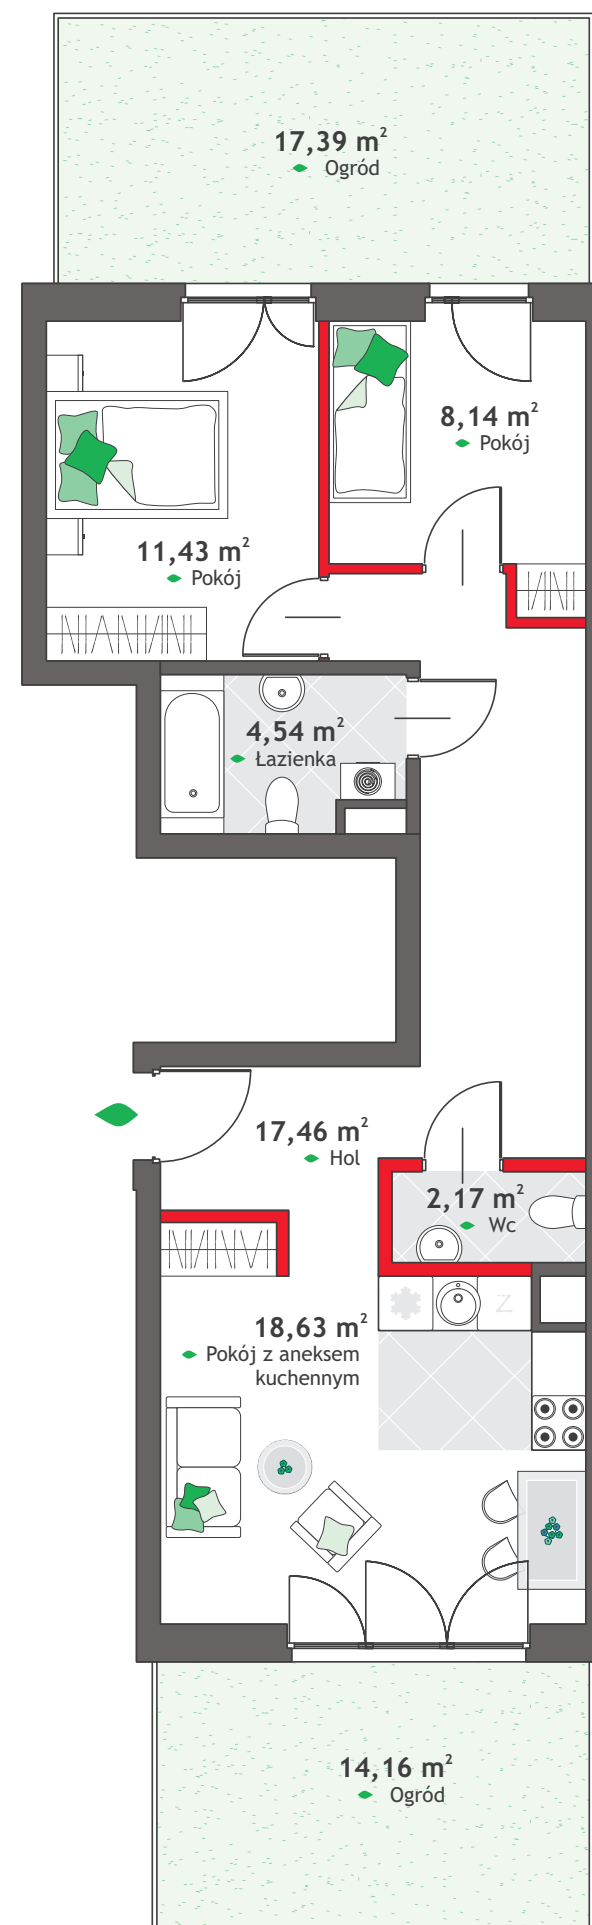 17,39 m²
Ogród
8,14 m²
Pokój
11,43 m²
Pokój
4,54 m²
Łazienka
17,46 m²
Hol
2,17 m²
Wc
Z
18,63 m²
Pokój z aneksem
kuchennym
14,16 m²
Ogród